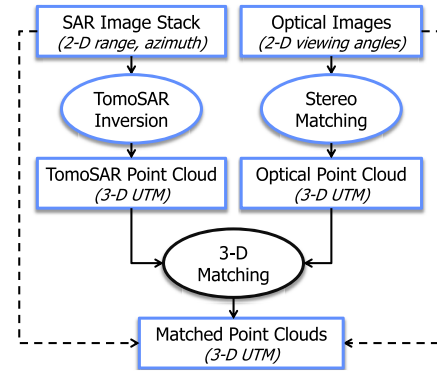 SAR Image Stack
(2-D range, azimuth)
Optical Images
(2-D viewing angles)
TomoSAR
Inversion
Stereo
Matching
TomoSAR Point Cloud
(3-D UTM)
Optical Point Cloud
(3-D UTM)
3-D
Matching
Matched Point Clouds
(3-D UTM)